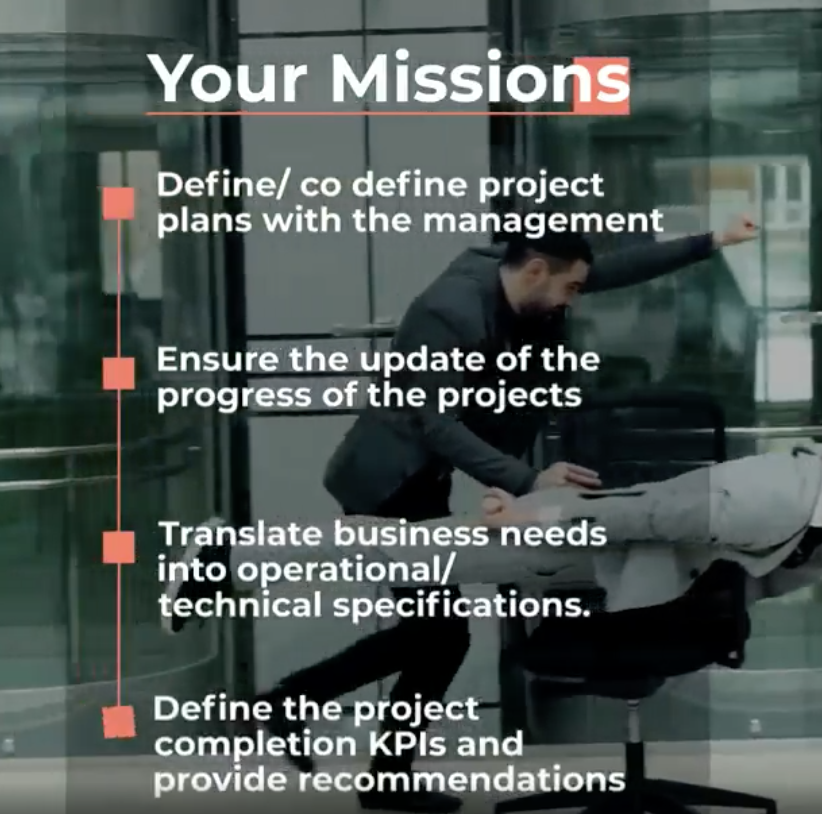 Your Missions
Define/ co define project
plans with the management
Ensure the update of the
progress of the projects
Translate business needs
into operational/
technical specifications.
Define the project
completion KPIs and
provide recommendations